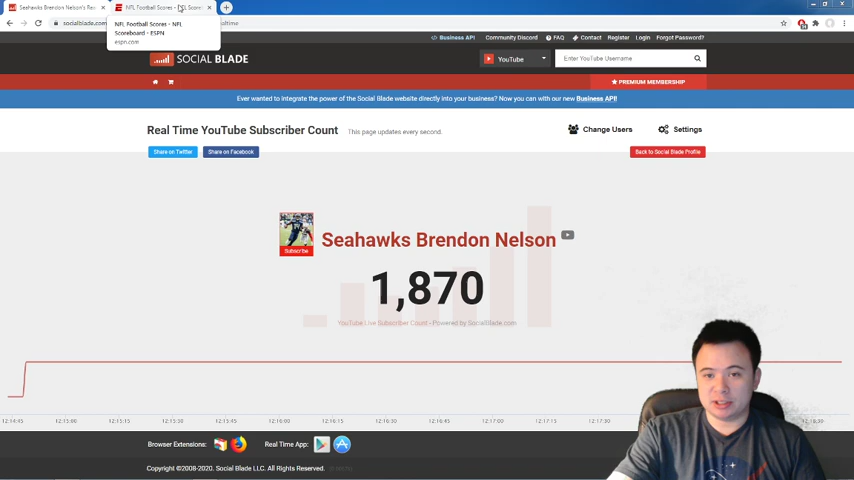 Seahawks Brendon Nelson's Rea
NFL Football Scores - NFL Scores
socialblade.com
realtime
NFL Football Scores - NFL
Scoreboard - ESPN
espn.com
Business API!
Community Discord
FAQ
Contact
Register
Login
Forgot Password?
SOCIAL BLADE
YouTube
Enter YouTube Username
PREMIUM MEMBERSHIP
Ever wanted to integrate the power of the Social Blade website directly into your business? Now you can with our new Business API!
Real Time YouTube Subscriber Count
This page updates every second.
Change Users
Settings
Share on Twitter
Share on Facebook
Back to Social Blade Profile
Seahawks Brendon Nelson
Subscribe
1,870
YouTube Live Subscriber Count - Powered by SocialBlade.com
12:14:45
12:15:00
12:15:15
12:15:30
12:15:45
12:16:00
12:16:15
12:16:30
12:16:45
12:17:00
12:17:15
12:17:30
Browser Extensions:
Real Time App:
Copyright ©2008-2020. Social Blade LLC. All Rights Reserved.